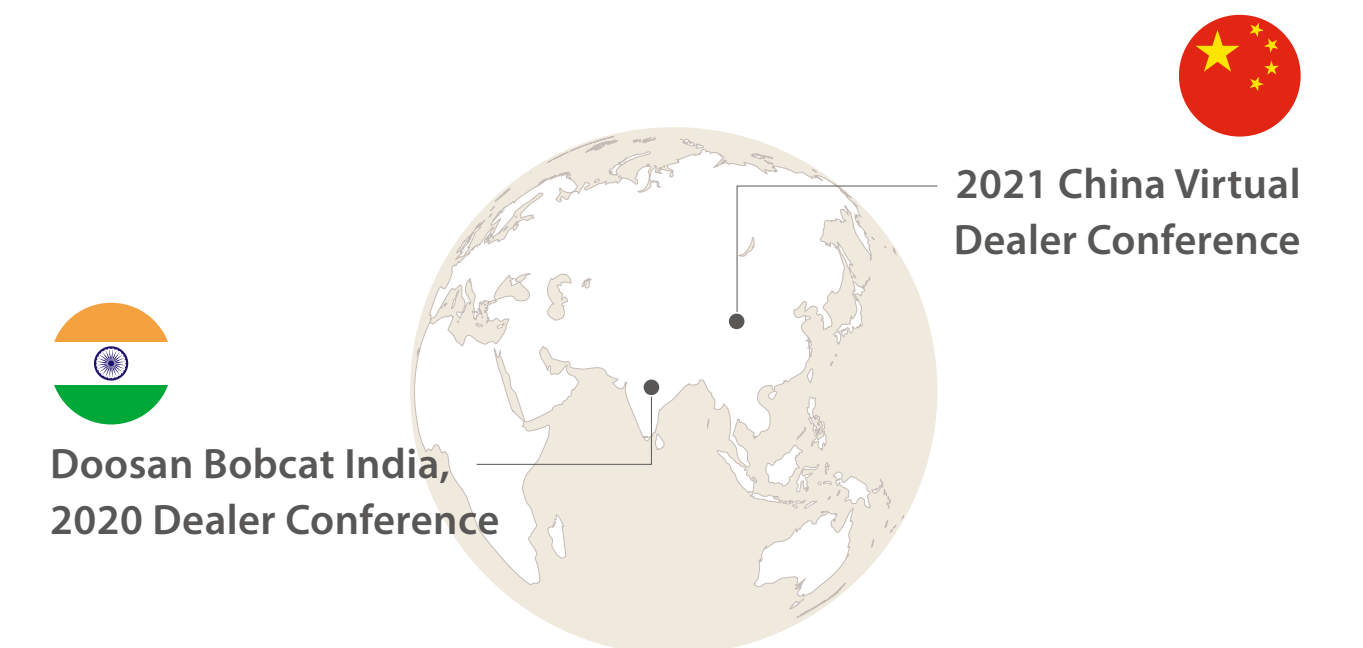 2021 China Virtual
Dealer Conference
Doosan Bobcat India,
2020 Dealer Conference